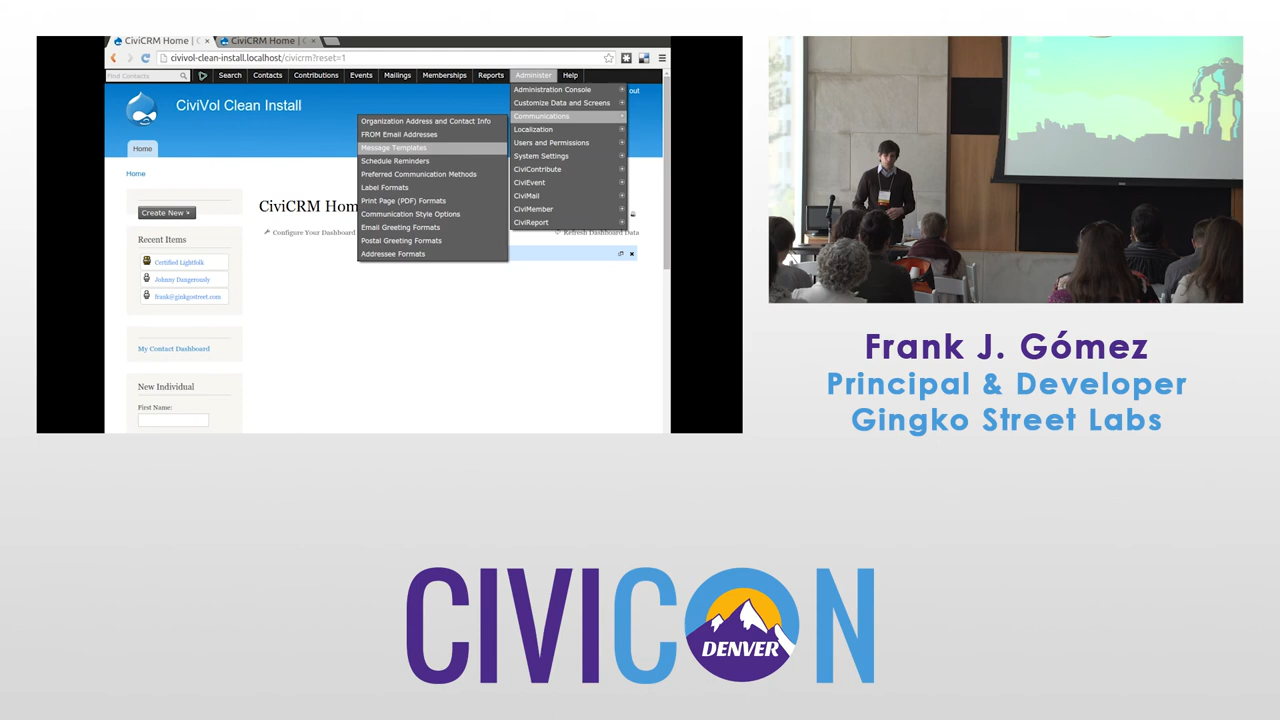 CiviCRM Home | C
CiviCRM Home | C
civivol-clean-install.localhost/civicrm?reset=1
Find Contacts
Search
Contacts
Contributions
Events
Mailings
Memberships
Reports
Administer
Help
CiviVol Clean Install
out
Administration Console
Customize Data and Screens
Communications
Localization
Users and Permissions
System Settings
CiviContribute
CiviEvent
CiviMail
CiviMember
CiviReport
Organization Address and Contact Info
FROM Email Addresses
Message Templates
Schedule Reminders
Preferred Communication Methods
Label Formats
Print Page (PDF) Formats
Communication Style Options
Email Greeting Formats
Postal Greeting Formats
Addressee Formats
Home
Home
Create New »
CiviCRM Hom
Configure Your Dashboard
Refresh Dashboard Data
Recent Items
Certified Lightfolk
Johnny Dangerously
frank@ginkgostreet.com
My Contact Dashboard
New Individual
First Name:
Frank J. Gómez
Principal & Developer
Gingko Street Labs
CIVICON
DENVER